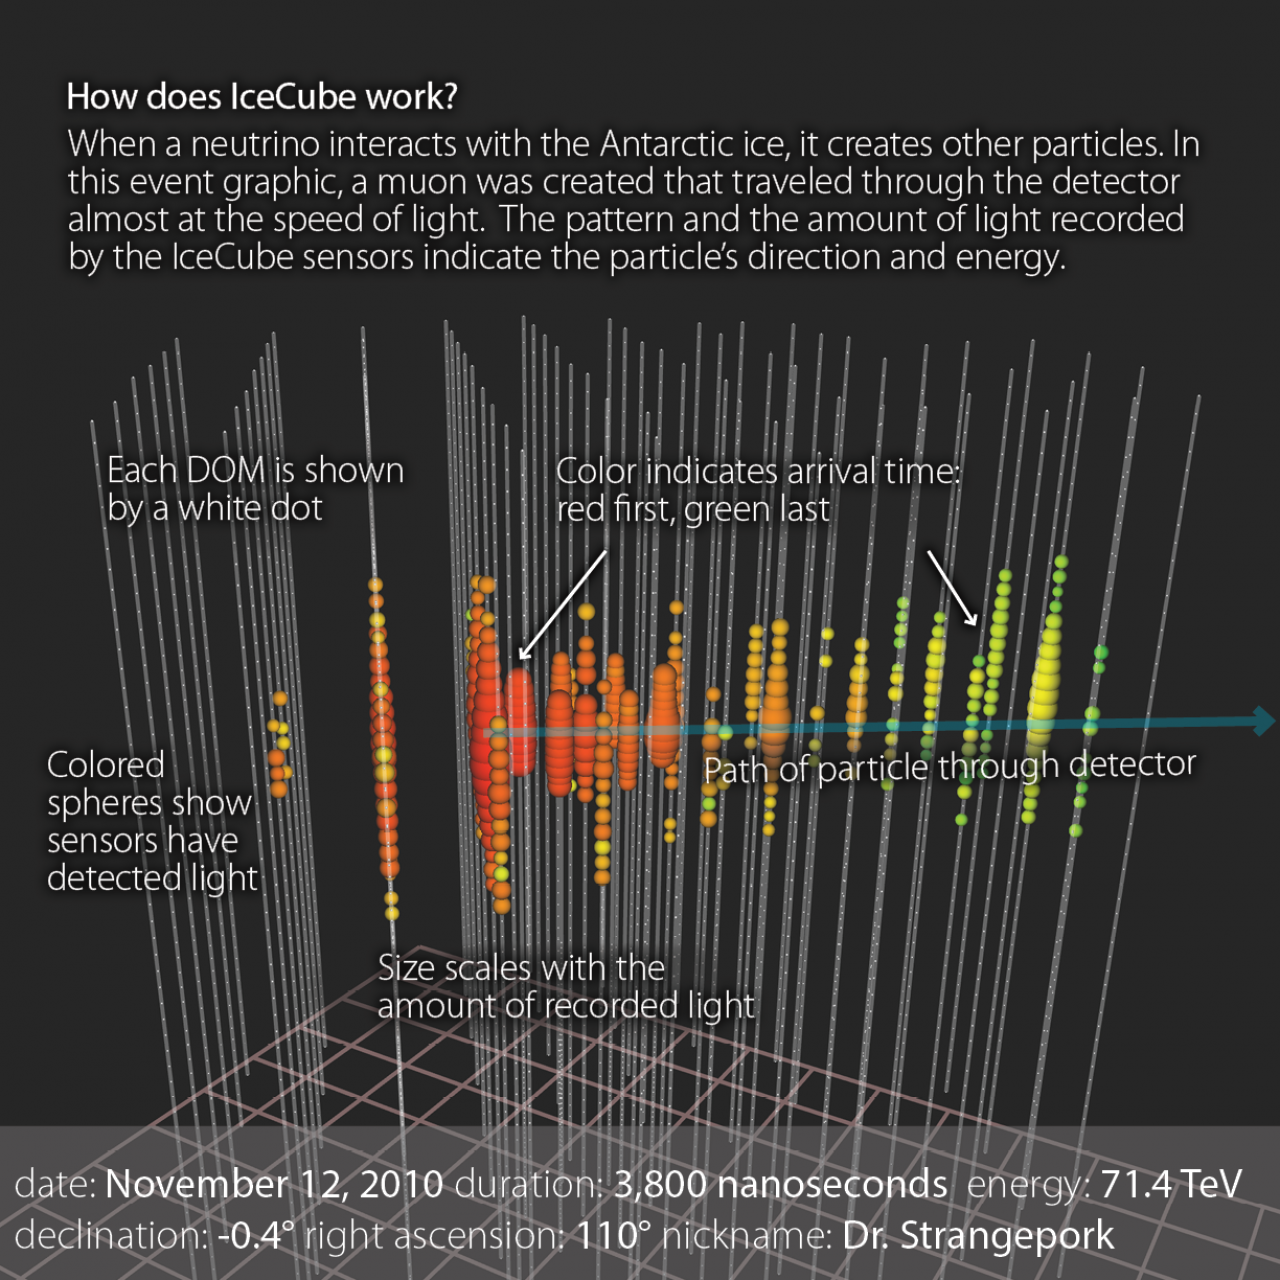 How does IceCube work?
When a neutrino interacts with the Antarctic ice, it creates other particles. In
this event graphic, a muon was created that traveled through the detector
almost at the speed of light. The pattern and the amount of light recorded
by the IceCube sensors indicate the particle's direction and energy.
Each DOM is shown
by a white dot
Color indicates arrival time:
red first, green last
Colored
spheres show
sensors have
detected light
Path of particle through detector
Size scales with the
amount of recorded light
date: November 12, 2010 duration: 3,800 nanoseconds energy: 71.4 TeV
declination: -0.4° right ascension: 110° nickname: Dr. Strangepork